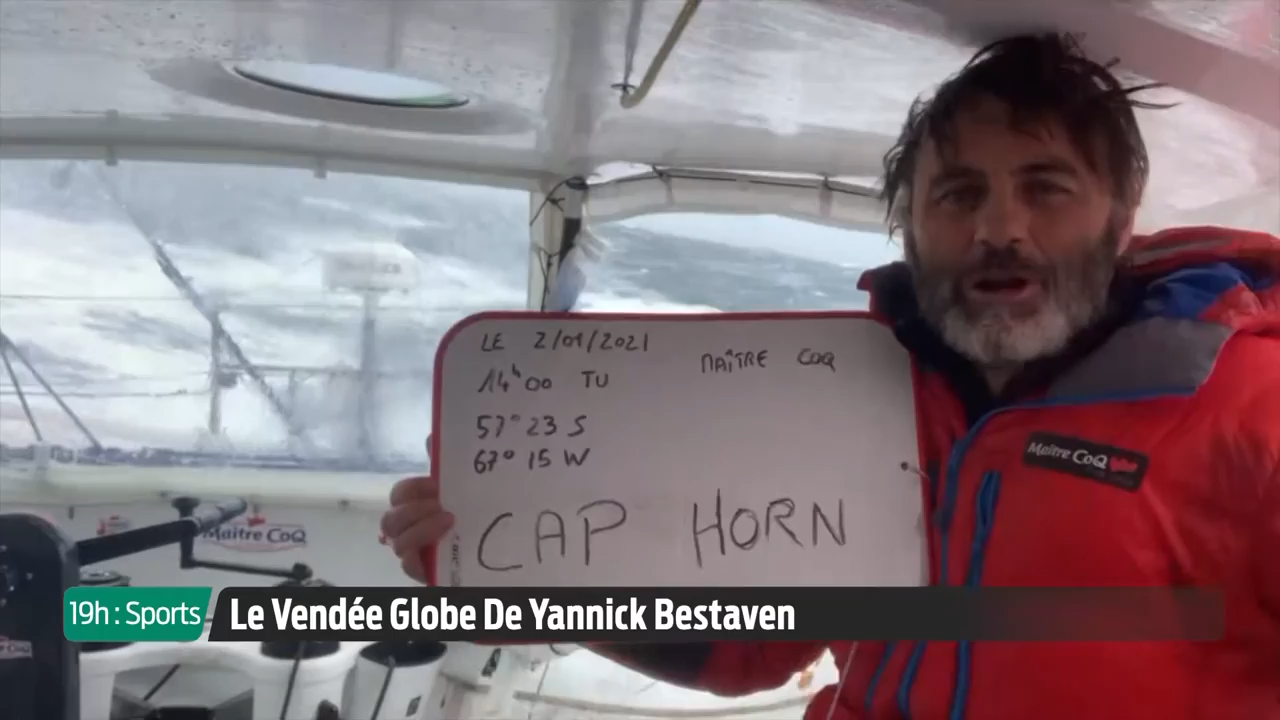 LE 2/01/2021
14h00 TU
MAÎTRE COQ
57° 23 S
67° 15 W
CAP HORN
Maître CoQ
Maître CoQ
19h : Sports
Le Vendée Globe De Yannick Bestaven